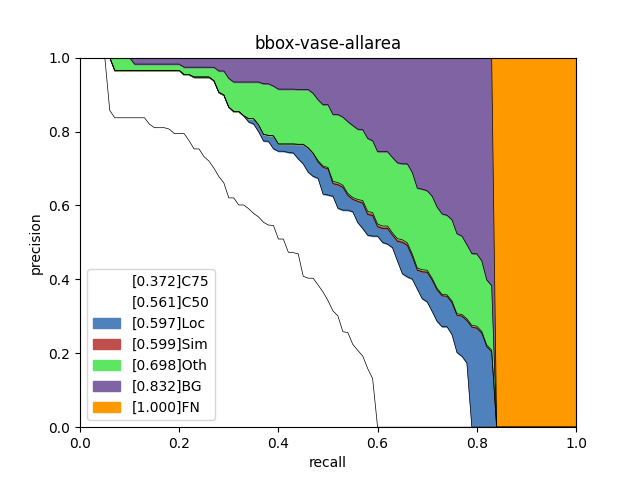 bbox-vase-allarea
precision
1.0
0.8
0.6
0.4
0.2
0.0
[0.372]C75
[0.561]C50
[0.597]Loc
[0.599]Sim
[0.698]Oth
[0.832]BG
[1.000]FN
0.0 0.2 0.4 0.6 0.8 1.0
recall